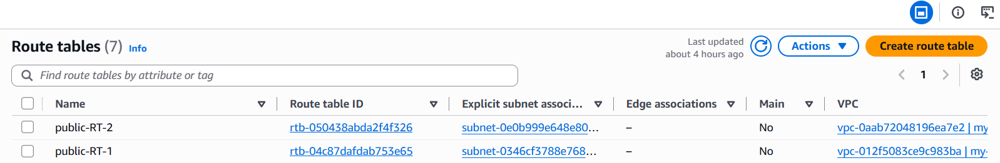 Route tables (7) Info
Last updated about 4 hours ago
Actions
Create route table
Find route tables by attribute or tag
1
Name Route table ID Explicit subnet associ... Edge associations Main VPC
public-RT-2 rtb-050438abda2f4f326 subnet-0e0b999e648e80... – No vpc-0aab72048196ea7e2 | my
public-RT-1 rtb-04c87dafdab753e65 subnet-0346cf3788e768... – No vpc-012f5083ce9c983ba | my-